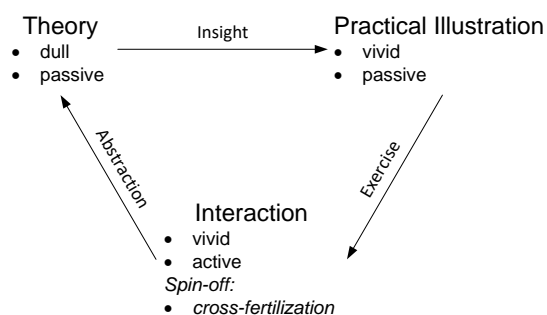 Theory
• dull
• passive
Insight
Practical Illustration
• vivid
• passive
Abstraction
Exercise
Interaction
• vivid
• active
Spin-off:
• cross-fertilization